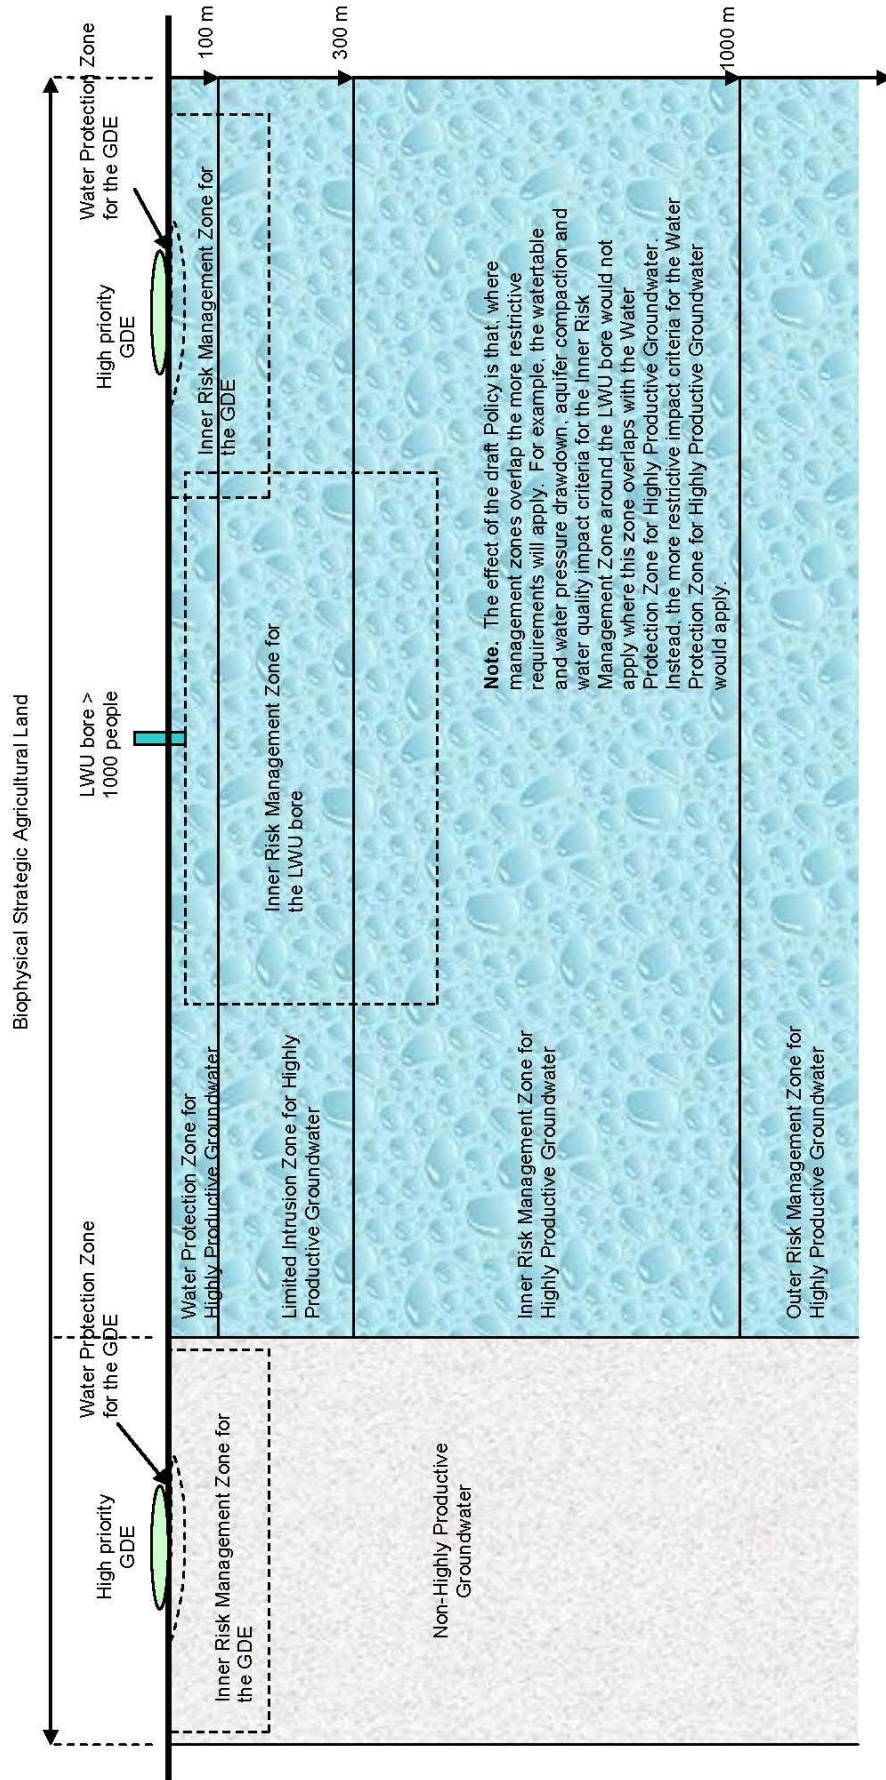 Biophysical Strategic Agricultural Land
High priority
GDE
Water Protection Zone
for the GDE
LWU bore >
1000 people
High priority
GDE
Water Protection Zone
for the GDE
Inner Risk Management Zone for
the GDE
Non-Highly Productive
Groundwater
Water Protection Zone for
Highly Productive Groundwater
Limited Intrusion Zone for Highly
Productive Groundwater
Inner Risk Management Zone for
Highly Productive Groundwater
Outer Risk Management Zone for
Highly Productive Groundwater
Inner Risk Management Zone for
the LWU bore
Inner Risk Management Zone for
the GDE
Note. The effect of the draft Policy is that, where
management zones overlap the more restrictive
requirements will apply. For example, the watertable
and water pressure drawdown, aquifer compaction and
water quality impact criteria for the Inner Risk
Management Zone around the LWU bore would not
apply where this zone overlaps with the Water
Protection Zone for Highly Productive Groundwater.
Instead, the more restrictive impact criteria for the Water
Protection Zone for Highly Productive Groundwater
would apply.
100 m
300 m
1000 m